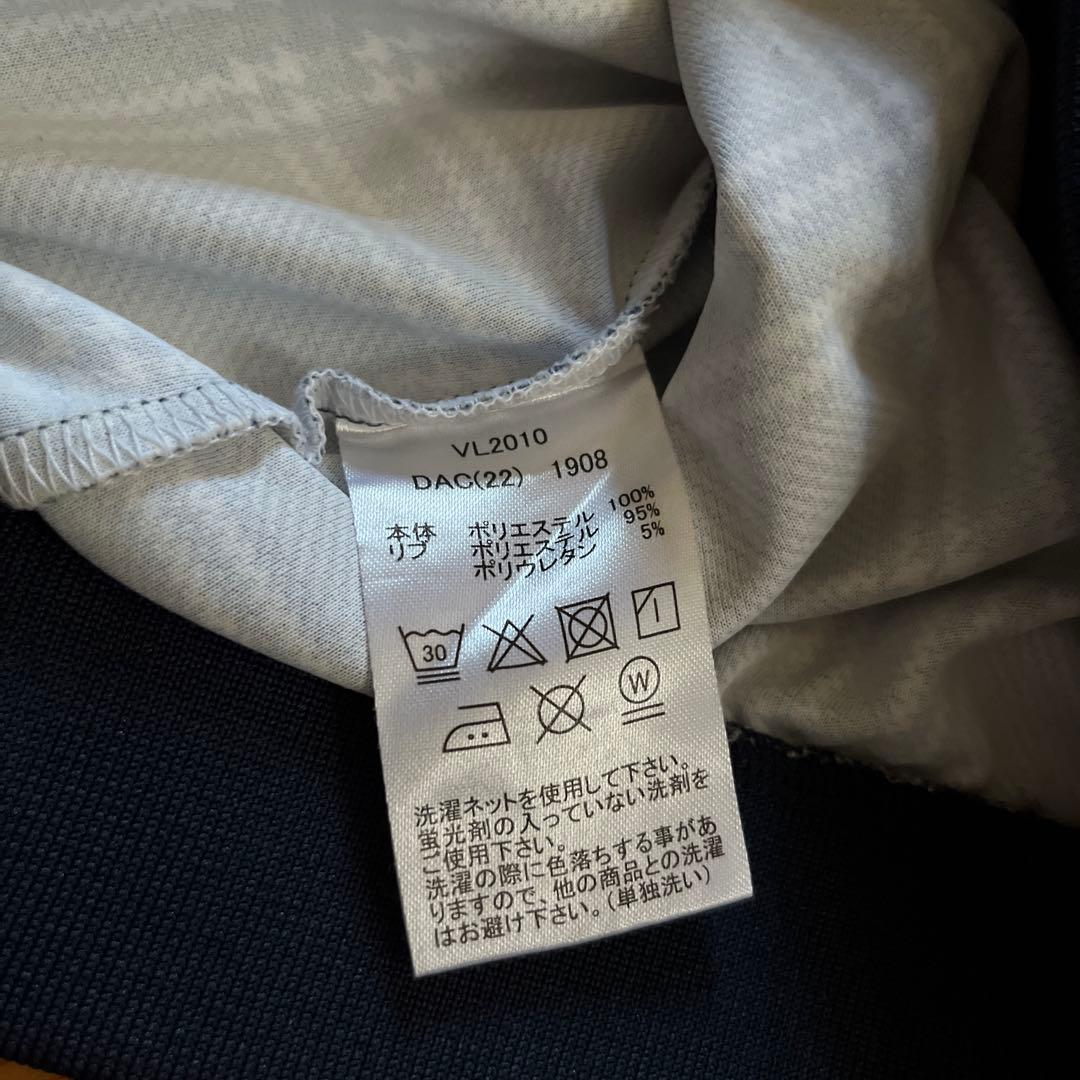 VL2010
DAC(22) 1908
本体 ポリエステル 100%
リブ ポリエステル 95%
ポリウレタン 5%
30
W
洗濯ネットを使用して下さい。
蛍光剤の入っていない洗剤を
ご使用下さい。
洗濯の際に色落ちする事があ
りますので、他の商品との洗濯
はお避け下さい。(単独洗い)